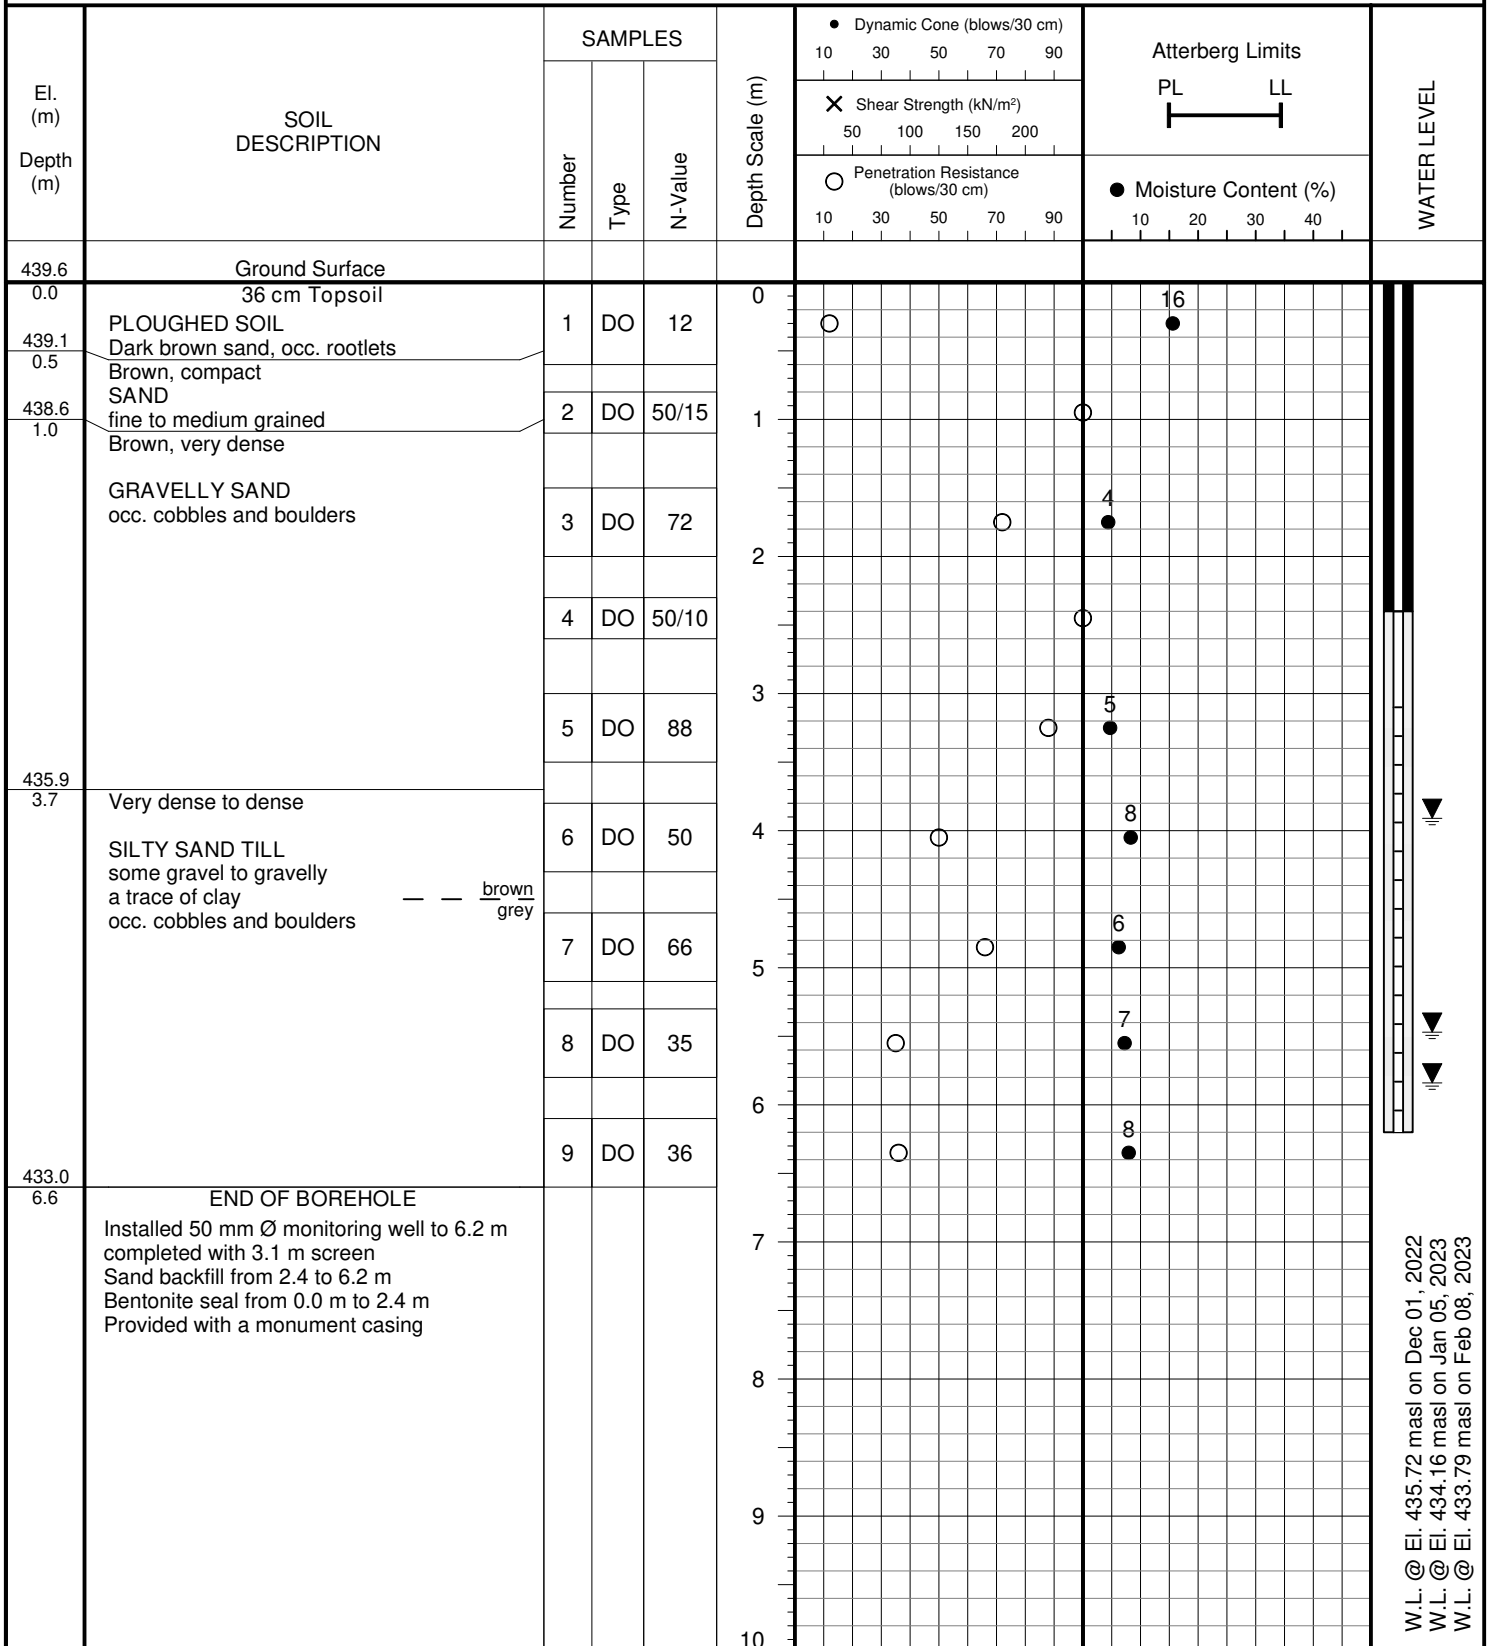 El.
(m)
Depth
(m)
SOIL
DESCRIPTION
SAMPLES
Number
Type
N-Value
Depth Scale (m)
● Dynamic Cone (blows/30 cm)
10 30 50 70 90
✕ Shear Strength (kN/m²)
50 100 150 200
○ Penetration Resistance
(blows/30 cm)
10 30 50 70 90
Atterberg Limits
PL LL
● Moisture Content (%)
10 20 30 40
WATER LEVEL
439.6 Ground Surface
0.0 36 cm Topsoil 0
PLOUGHED SOIL 1 DO 12 16
439.1 Dark brown sand, occ. rootlets
0.5 Brown, compact
SAND
438.6 fine to medium grained 2 DO 50/15 1
1.0 Brown, very dense
GRAVELLY SAND 4
occ. cobbles and boulders 3 DO 72
2
4 DO 50/10
3 5
5 DO 88
435.9
3.7 Very dense to dense
8
6 DO 50 4
SILTY SAND TILL
some gravel to gravelly
a trace of clay — — brown
grey
occ. cobbles and boulders
6
7 DO 66
5
7
8 DO 35
6
8
9 DO 36
433.0
6.6 END OF BOREHOLE
Installed 50 mm Ø monitoring well to 6.2 m
completed with 3.1 m screen
Sand backfill from 2.4 to 6.2 m
Bentonite seal from 0.0 m to 2.4 m
Provided with a monument casing
7
8
9
10
W.L. @ El. 435.72 masl on Dec 01, 2022
W.L. @ El. 434.16 masl on Jan 05, 2023
W.L. @ El. 433.79 masl on Feb 08, 2023